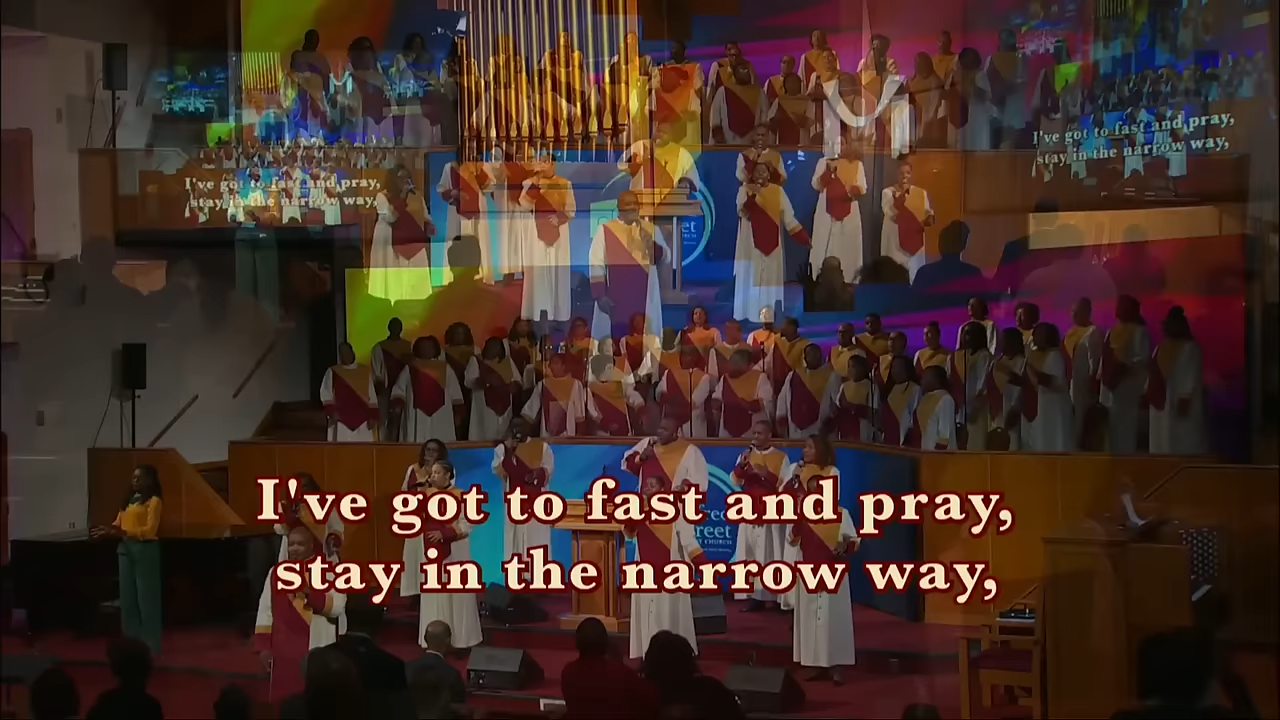 I've got to fast and pray,
stay in the narrow way,
I've got to fast and pray,
stay in the narrow way,
I've got to fast and pray,
stay in the narrow way,